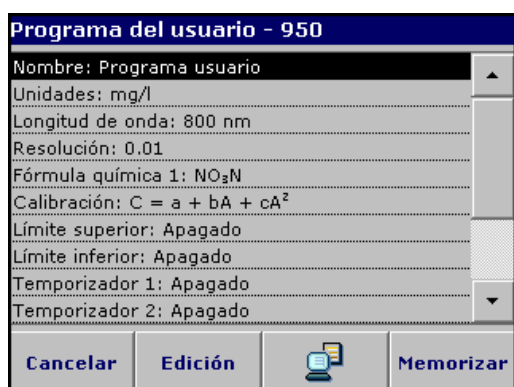 Programa del usuario - 950
Nombre: Programa usuario
Unidades: mg/l
Longitud de onda: 800 nm
Resolución: 0.01
Fórmula química 1: NO₃N
Calibración: C = a + bA + cA²
Límite superior: Apagado
Límite inferior: Apagado
Temporizador 1: Apagado
Temporizador 2: Apagado
Cancelar Edición Memorizar